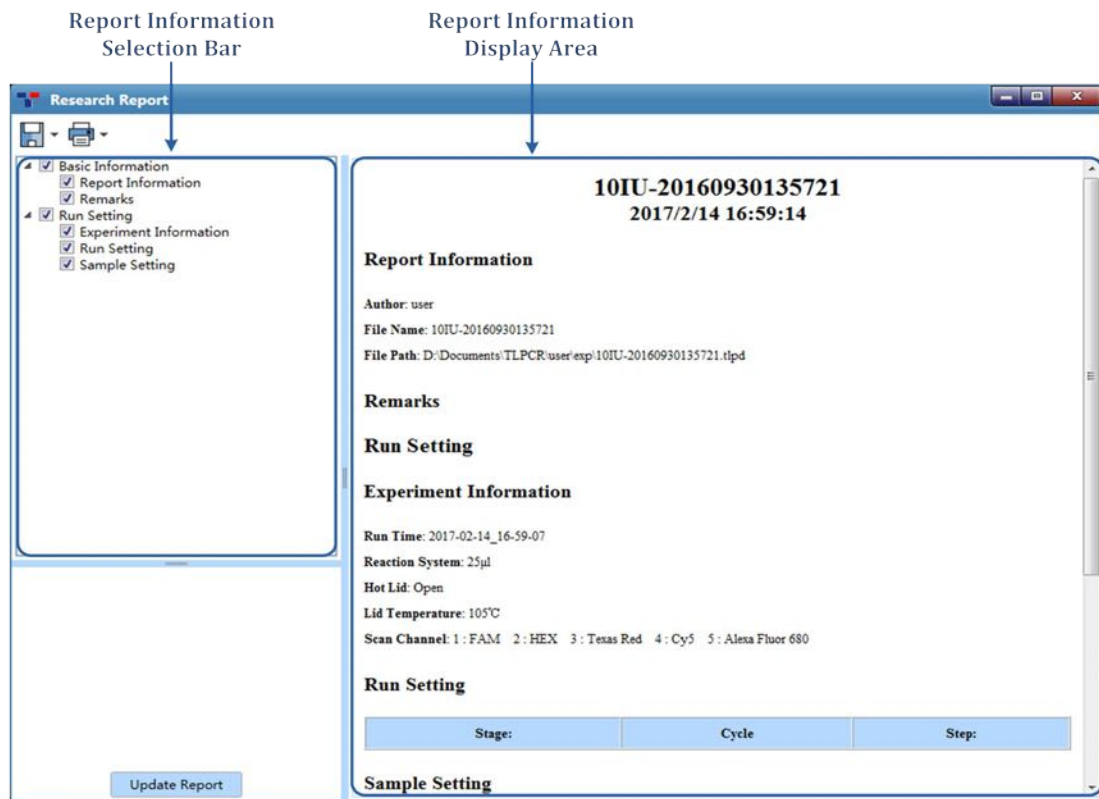 Report Information
Selection Bar
Report Information
Display Area
Research Report
Basic Information
Report Information
Remarks
Run Setting
Experiment Information
Run Setting
Sample Setting
Update Report
10IU-20160930135721
2017/2/14 16:59:14
Report Information
Author: user
File Name: 10IU-20160930135721
File Path: D:\Documents\TLPCR\user\exp\10IU-20160930135721.tlpd
Remarks
Run Setting
Experiment Information
Run Time: 2017-02-14_16-59-07
Reaction System: 25μl
Hot Lid: Open
Lid Temperature: 105℃
Scan Channel: 1 : FAM 2 : HEX 3 : Texas Red 4 : Cy5 5 : Alexa Fluor 680
Run Setting
Stage: Cycle Step:
Sample Setting